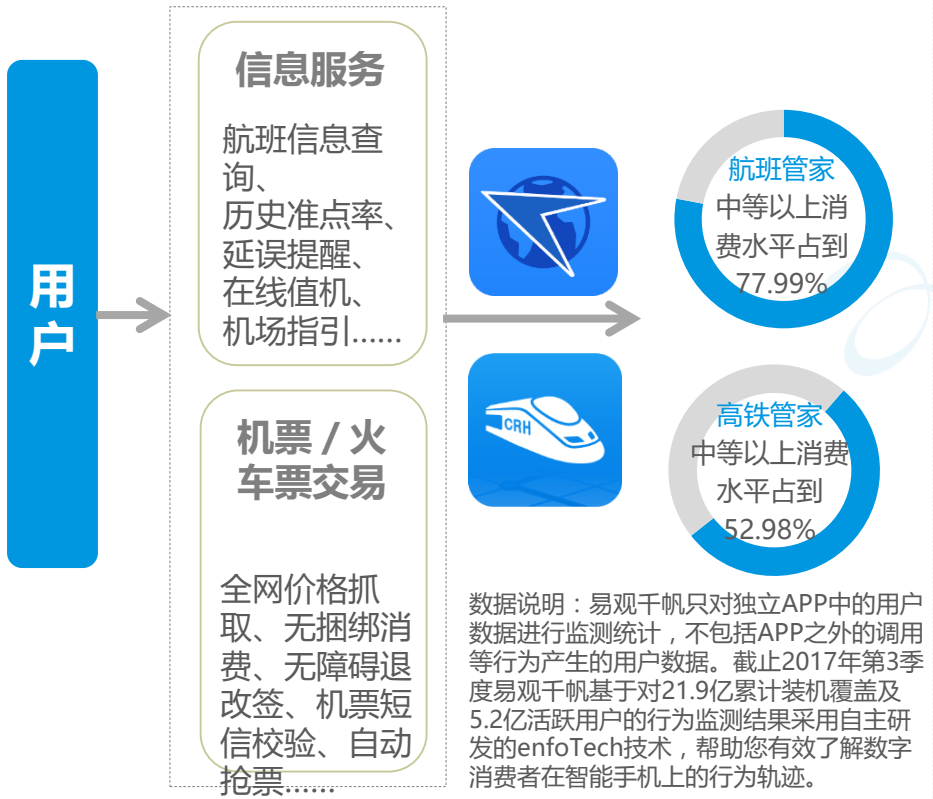 用
户
信息服务
航班信息查
询、
历史准点率、
延误提醒、
在线值机、
机场指引......
机票 / 火
车票交易
全网价格抓
取、无捆绑消
费、无障碍退
改签、机票短
信校验、自动
抢票......
CRH
航班管家
中等以上消
费水平占到
77.99%
高铁管家
中等以上消费
水平占到
52.98%
数据说明：易观千帆只对独立APP中的用户
数据进行监测统计，不包括APP之外的调用
等行为产生的用户数据。截止2017年第3季
度易观千帆基于对21.9亿累计装机覆盖及
5.2亿活跃用户的行为监测结果采用自主研
发的enfoTech技术，帮助您有效了解数字
消费者在智能手机上的行为轨迹。